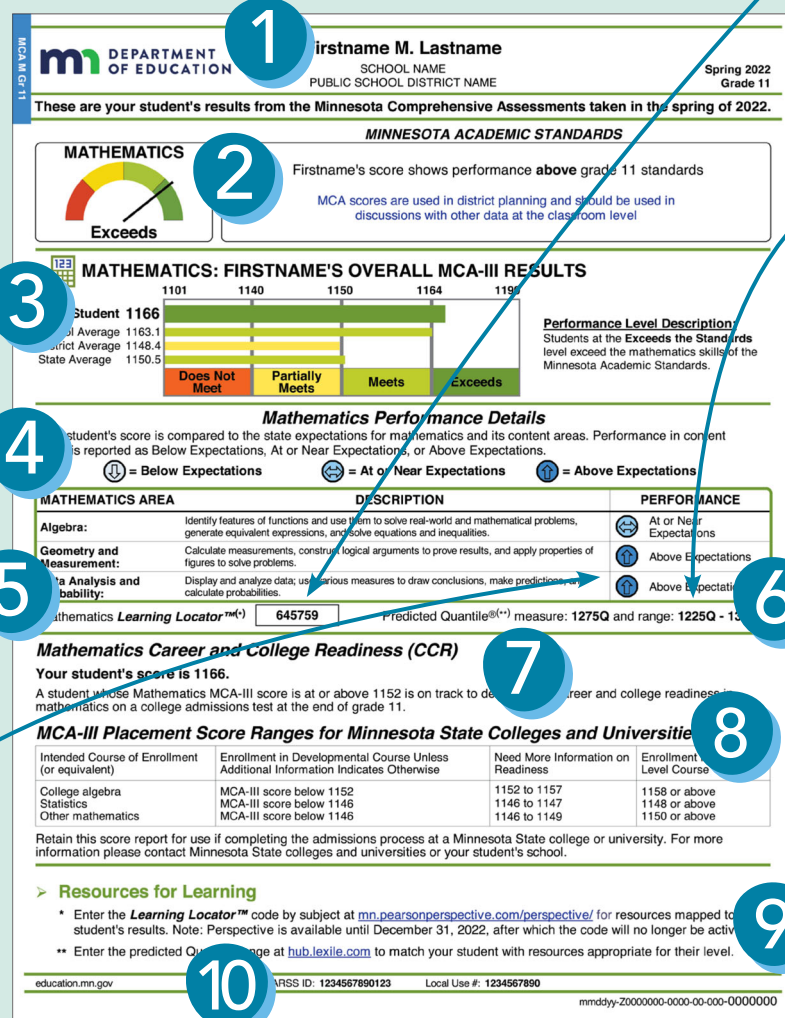 MCA M Gr 11
1
mn DEPARTMENT
OF EDUCATION
irstname M. Lastname
SCHOOL NAME
PUBLIC SCHOOL DISTRICT NAME
Spring 2022
Grade 11
These are your student's results from the Minnesota Comprehensive Assessments taken in the spring of 2022.
MINNESOTA ACADEMIC STANDARDS
MATHEMATICS
Exceeds
2
Firstname's score shows performance above grade 11 standards
MCA scores are used in district planning and should be used in
discussions with other data at the classroom level
123
MATHEMATICS: FIRSTNAME'S OVERALL MCA-III RESULTS
3
1101 1140 1150 1164 1190
Student 1166
Average 1163.1
Average 1148.4
State Average 1150.5
Does Not Meet
Partially Meets
Meets
Exceeds
Performance Level Description:
Students at the Exceeds the Standards
level exceed the mathematics skills of the
Minnesota Academic Standards.
4
Mathematics Performance Details
student's score is compared to the state expectations for mathematics and its content areas. Performance in content
is reported as Below Expectations, At or Near Expectations, or Above Expectations.
= Below Expectations = At or Near Expectations = Above Expectations
MATHEMATICS AREA DESCRIPTION PERFORMANCE
Algebra: Identify features of functions and use them to solve real-world and mathematical problems,
generate equivalent expressions, and solve equations and inequalities.
At or Near
Expectations
Geometry and
Measurement:
Calculate measurements, construct logical arguments to prove results, and apply properties of
figures to solve problems.
Above Expectations
5
Analysis and
Display and analyze data; use various measures to draw conclusions, make predictions, and
calculate probabilities.
Above
6
Learning Locator™(*) 645759 Predicted Quantile®(**) measure: 1275Q and range: 1225Q -
Mathematics Career and College Readiness (CCR)
Your student's score is 1166.
7
A student whose Mathematics MCA-III score is at or above 1152 is on track to career and college readiness in
mathematics on a college admissions test at the end of grade 11.
MCA-III Placement Score Ranges for Minnesota State Colleges and
8
Intended Course of Enrollment
(or equivalent)
Enrollment in Developmental Course Unless
Additional Information Indicates Otherwise
Need More Information on
Readiness
Enrollment
Level Course
College algebra MCA-III score below 1152 1152 to 1157 1158 or above
Statistics MCA-III score below 1146 1146 to 1147 1148 or above
Other mathematics MCA-III score below 1146 1146 to 1149 1150 or above
Retain this score report for use if completing the admissions process at a Minnesota State college or university. For more
information please contact Minnesota State colleges and universities or your student's school.
➢ Resources for Learning
* Enter the Learning Locator™ code by subject at mn.pearsonperspective.com/perspective/ for resources mapped to
student's results. Note: Perspective is available until December 31, 2022, after which the code will no longer be
9
** Enter the predicted at hub.lexile.com to match your student with resources appropriate for their level.
10
education.mn.gov ID: 1234567890123 Local Use #: 1234567890
mmddyy-Z0000000-0000-00-000-0000000